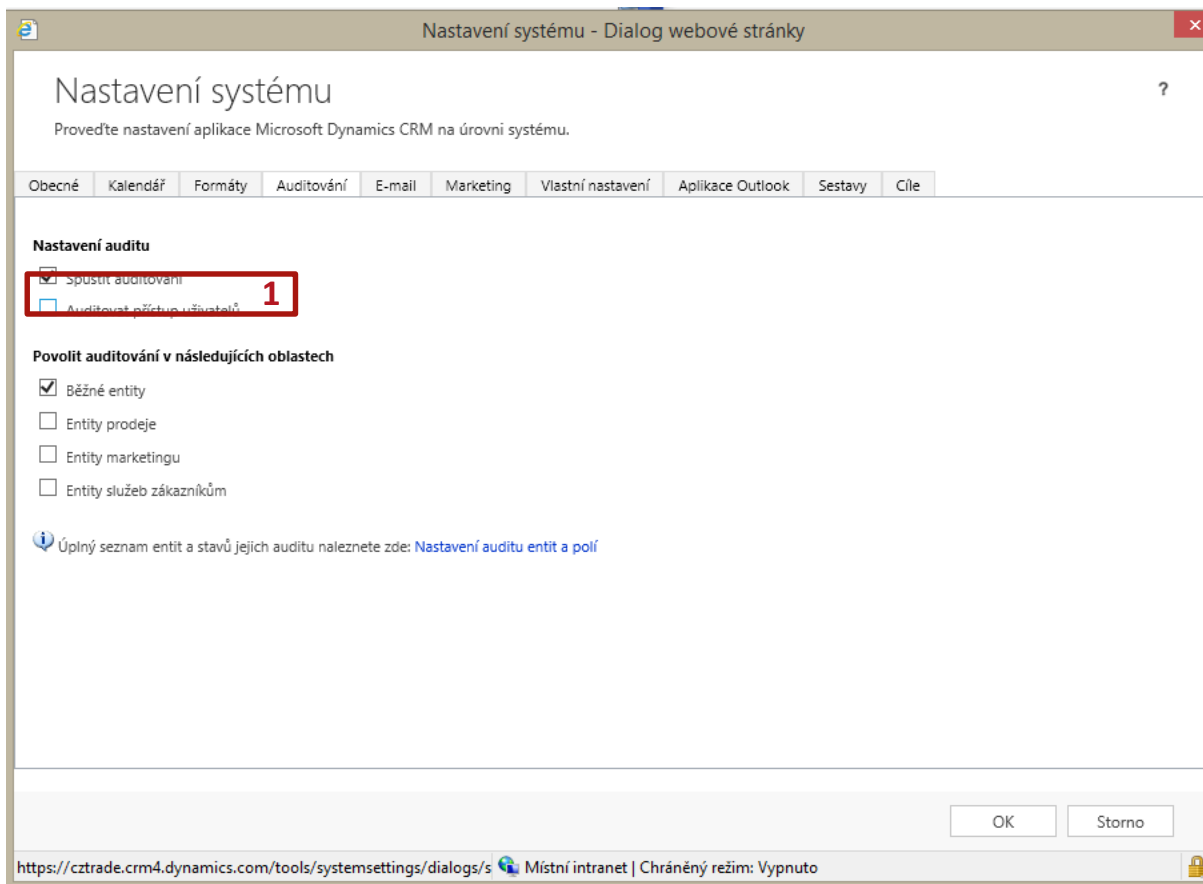 Nastavení systému - Dialog webové stránky
Nastavení systému
?
Proveďte nastavení aplikace Microsoft Dynamics CRM na úrovni systému.
Obecné Kalendář Formáty Auditování E-mail Marketing Vlastní nastavení Aplikace Outlook Sestavy Cíle
Nastavení auditu
Spustit auditování
1
Auditovat přístup uživatelů
Povolit auditování v následujících oblastech
Běžné entity
Entity prodeje
Entity marketingu
Entity služeb zákazníkům
Úplný seznam entit a stavů jejich auditu naleznete zde: Nastavení auditu entit a polí
OK Storno
https://cztrade.crm4.dynamics.com/tools/systemsettings/dialogs/s Místní intranet | Chráněný režim: Vypnuto